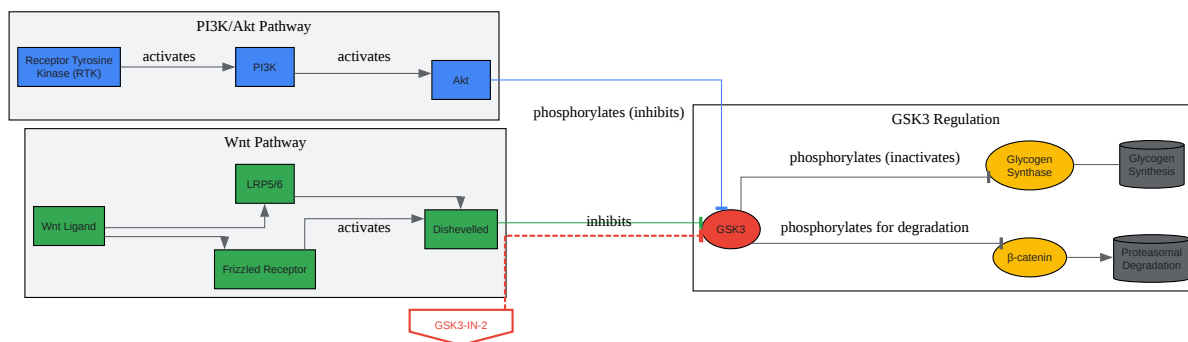 PI3K/Akt Pathway
Receptor Tyrosine
Kinase (RTK)
activates
PI3K
activates
Akt
phosphorylates (inhibits)
Wnt Pathway
LRP5/6
Wnt Ligand
activates
Dishevelled
Frizzled Receptor
inhibits
GSK3-IN-2
GSK3 Regulation
phosphorylates (inactivates)
Glycogen
Synthase
Glycogen
Synthesis
GSK3
phosphorylates for degradation
β-catenin
Proteasomal
Degradation